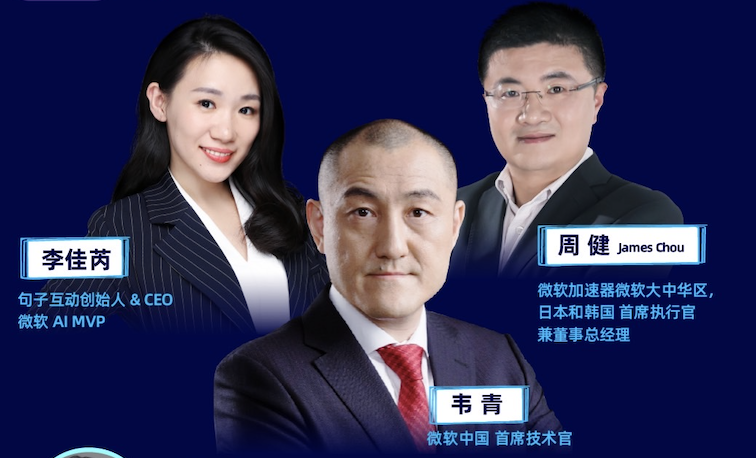 李佳芮
句子互动创始人 & CEO
微软 AI MVP
周 健 James Chou
微软加速器微软大中华区，
日本和韩国 首席执行官
兼董事总经理
韦 青
微软中国 首席技术官